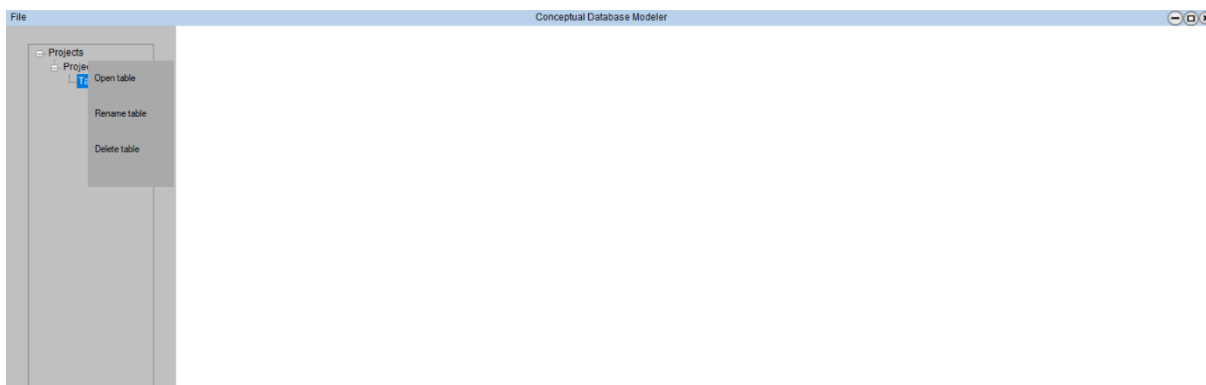 File Conceptual Database Modeler
Projects
Open table
Rename table
Delete table